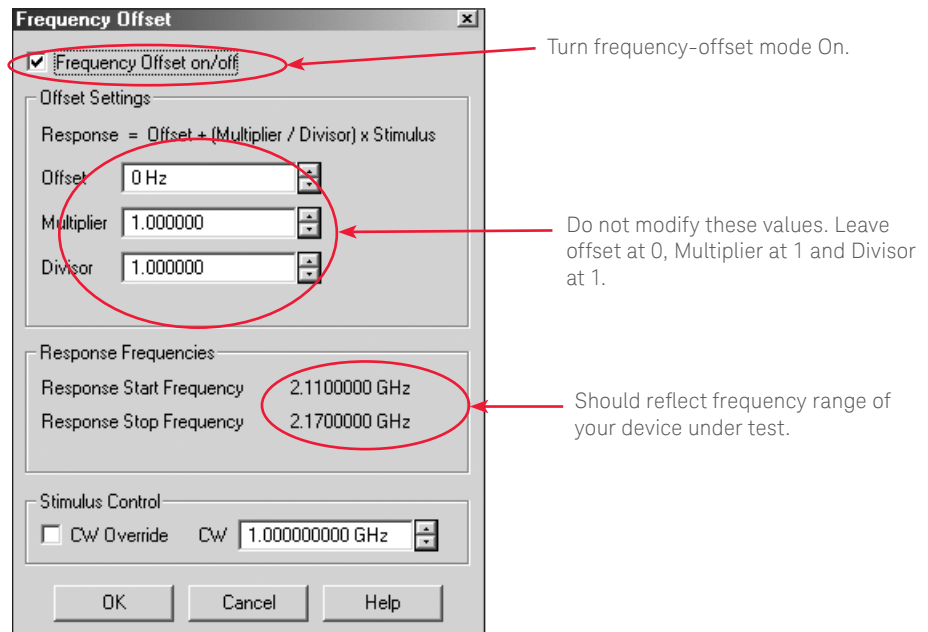 Frequency Offset
Turn frequency-offset mode On.
Frequency Offset on/off
Offset Settings
Response = Offset + (Multiplier / Divisor) x Stimulus
Offset 0 Hz
Multiplier 1.000000
Divisor 1.000000
Do not modify these values. Leave
offset at 0, Multiplier at 1 and Divisor
at 1.
Response Frequencies
Response Start Frequency 2.1100000 GHz
Response Stop Frequency 2.1700000 GHz
Should reflect frequency range of
your device under test.
Stimulus Control
CW Override CW 1.000000000 GHz
OK Cancel Help